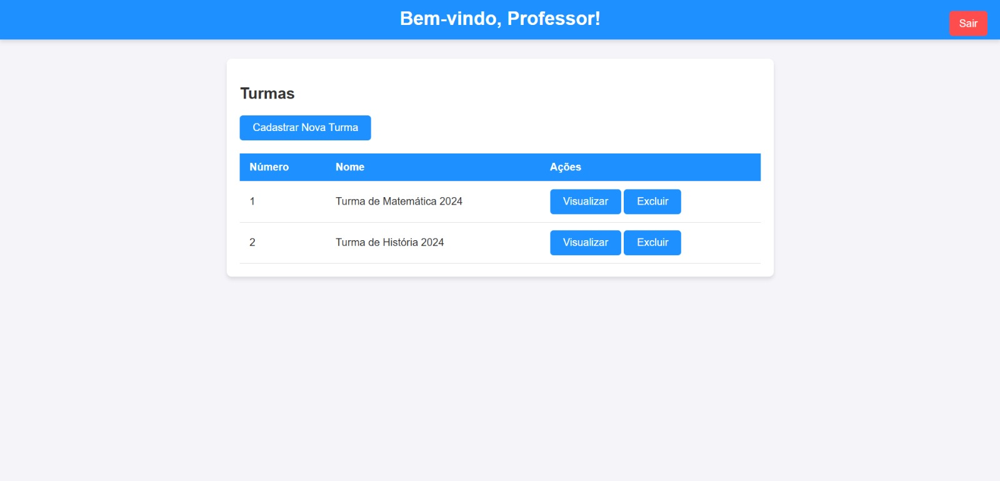 Bem-vindo, Professor!
Sair
Turmas
Cadastrar Nova Turma
Número Nome Ações
1 Turma de Matemática 2024 Visualizar Excluir
2 Turma de História 2024 Visualizar Excluir